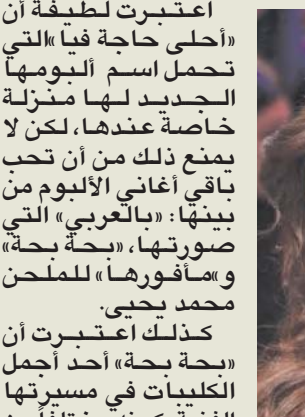 اعتبرت لطيفة أن
«أحلى حاجة فيا» التي
تحمل اسم ألبومها
الجديد لها منزلة
خاصة عندها، لكن لا
يمنع ذلك من أن تحب
باقي أغاني الألبوم من
بينها: «بالعربي» التي
صورتها، «بحة بحة»
و«مأفورها» للملحن
محمد يحيى.
كذلك اعتبرت أن
«بحة بحة» أحد أجمل
الكليبات في مسيرتها